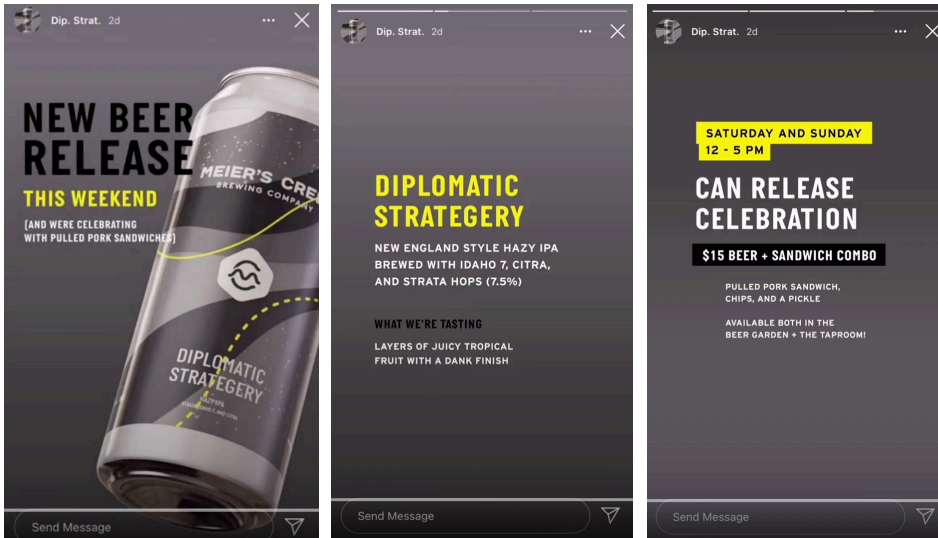 Dip. Strat. 2d
NEW BEER
RELEASE
THIS WEEKEND
(AND WERE CELEBRATING
WITH PULLED PORK SANDWICHES)
MEIER'S CRE
BREWING COMPANY
DIPLOMATIC
STRATEGERY
HAZY IPA
Send Message
Dip. Strat. 2d
DIPLOMATIC
STRATEGERY
NEW ENGLAND STYLE HAZY IPA
BREWED WITH IDAHO 7, CITRA,
AND STRATA HOPS (7.5%)
WHAT WE'RE TASTING
LAYERS OF JUICY TROPICAL
FRUIT WITH A DANK FINISH
Send Message
Dip. Strat. 2d
SATURDAY AND SUNDAY
12 - 5 PM
CAN RELEASE
CELEBRATION
$15 BEER + SANDWICH COMBO
PULLED PORK SANDWICH,
CHIPS, AND A PICKLE
AVAILABLE BOTH IN THE
BEER GARDEN + THE TAPROOM!
Send Message